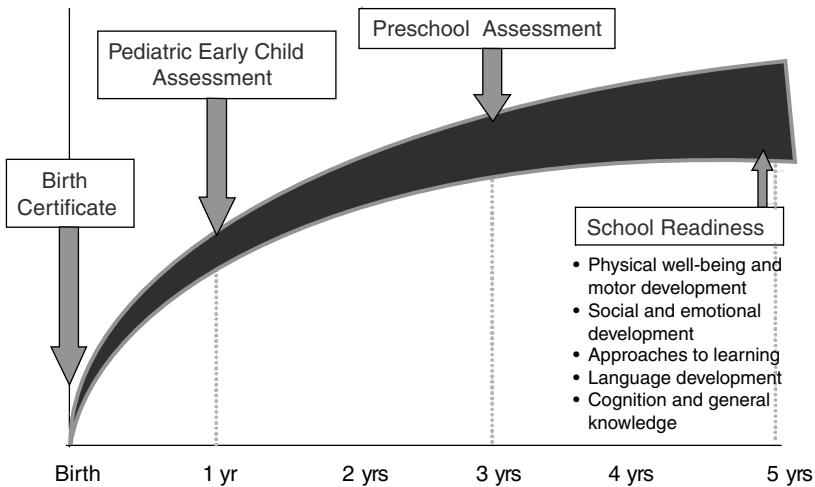 Preschool Assessment
Pediatric Early Child
Assessment
Birth
Certificate
School Readiness
• Physical well-being and
motor development
• Social and emotional
development
• Approaches to learning
• Language development
• Cognition and general
knowledge
Birth
1 yr
2 yrs
3 yrs
4 yrs
5 yrs